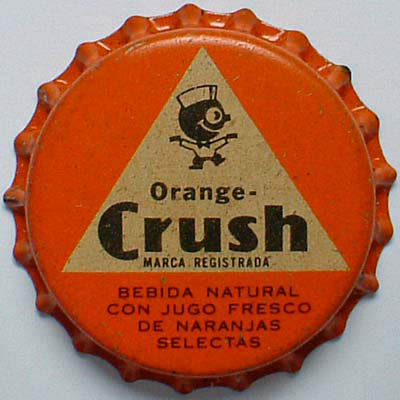 Orange-
Crush
MARCA REGISTRADA
BEBIDA NATURAL
CON JUGO FRESCO
DE NARANJAS
SELECTAS